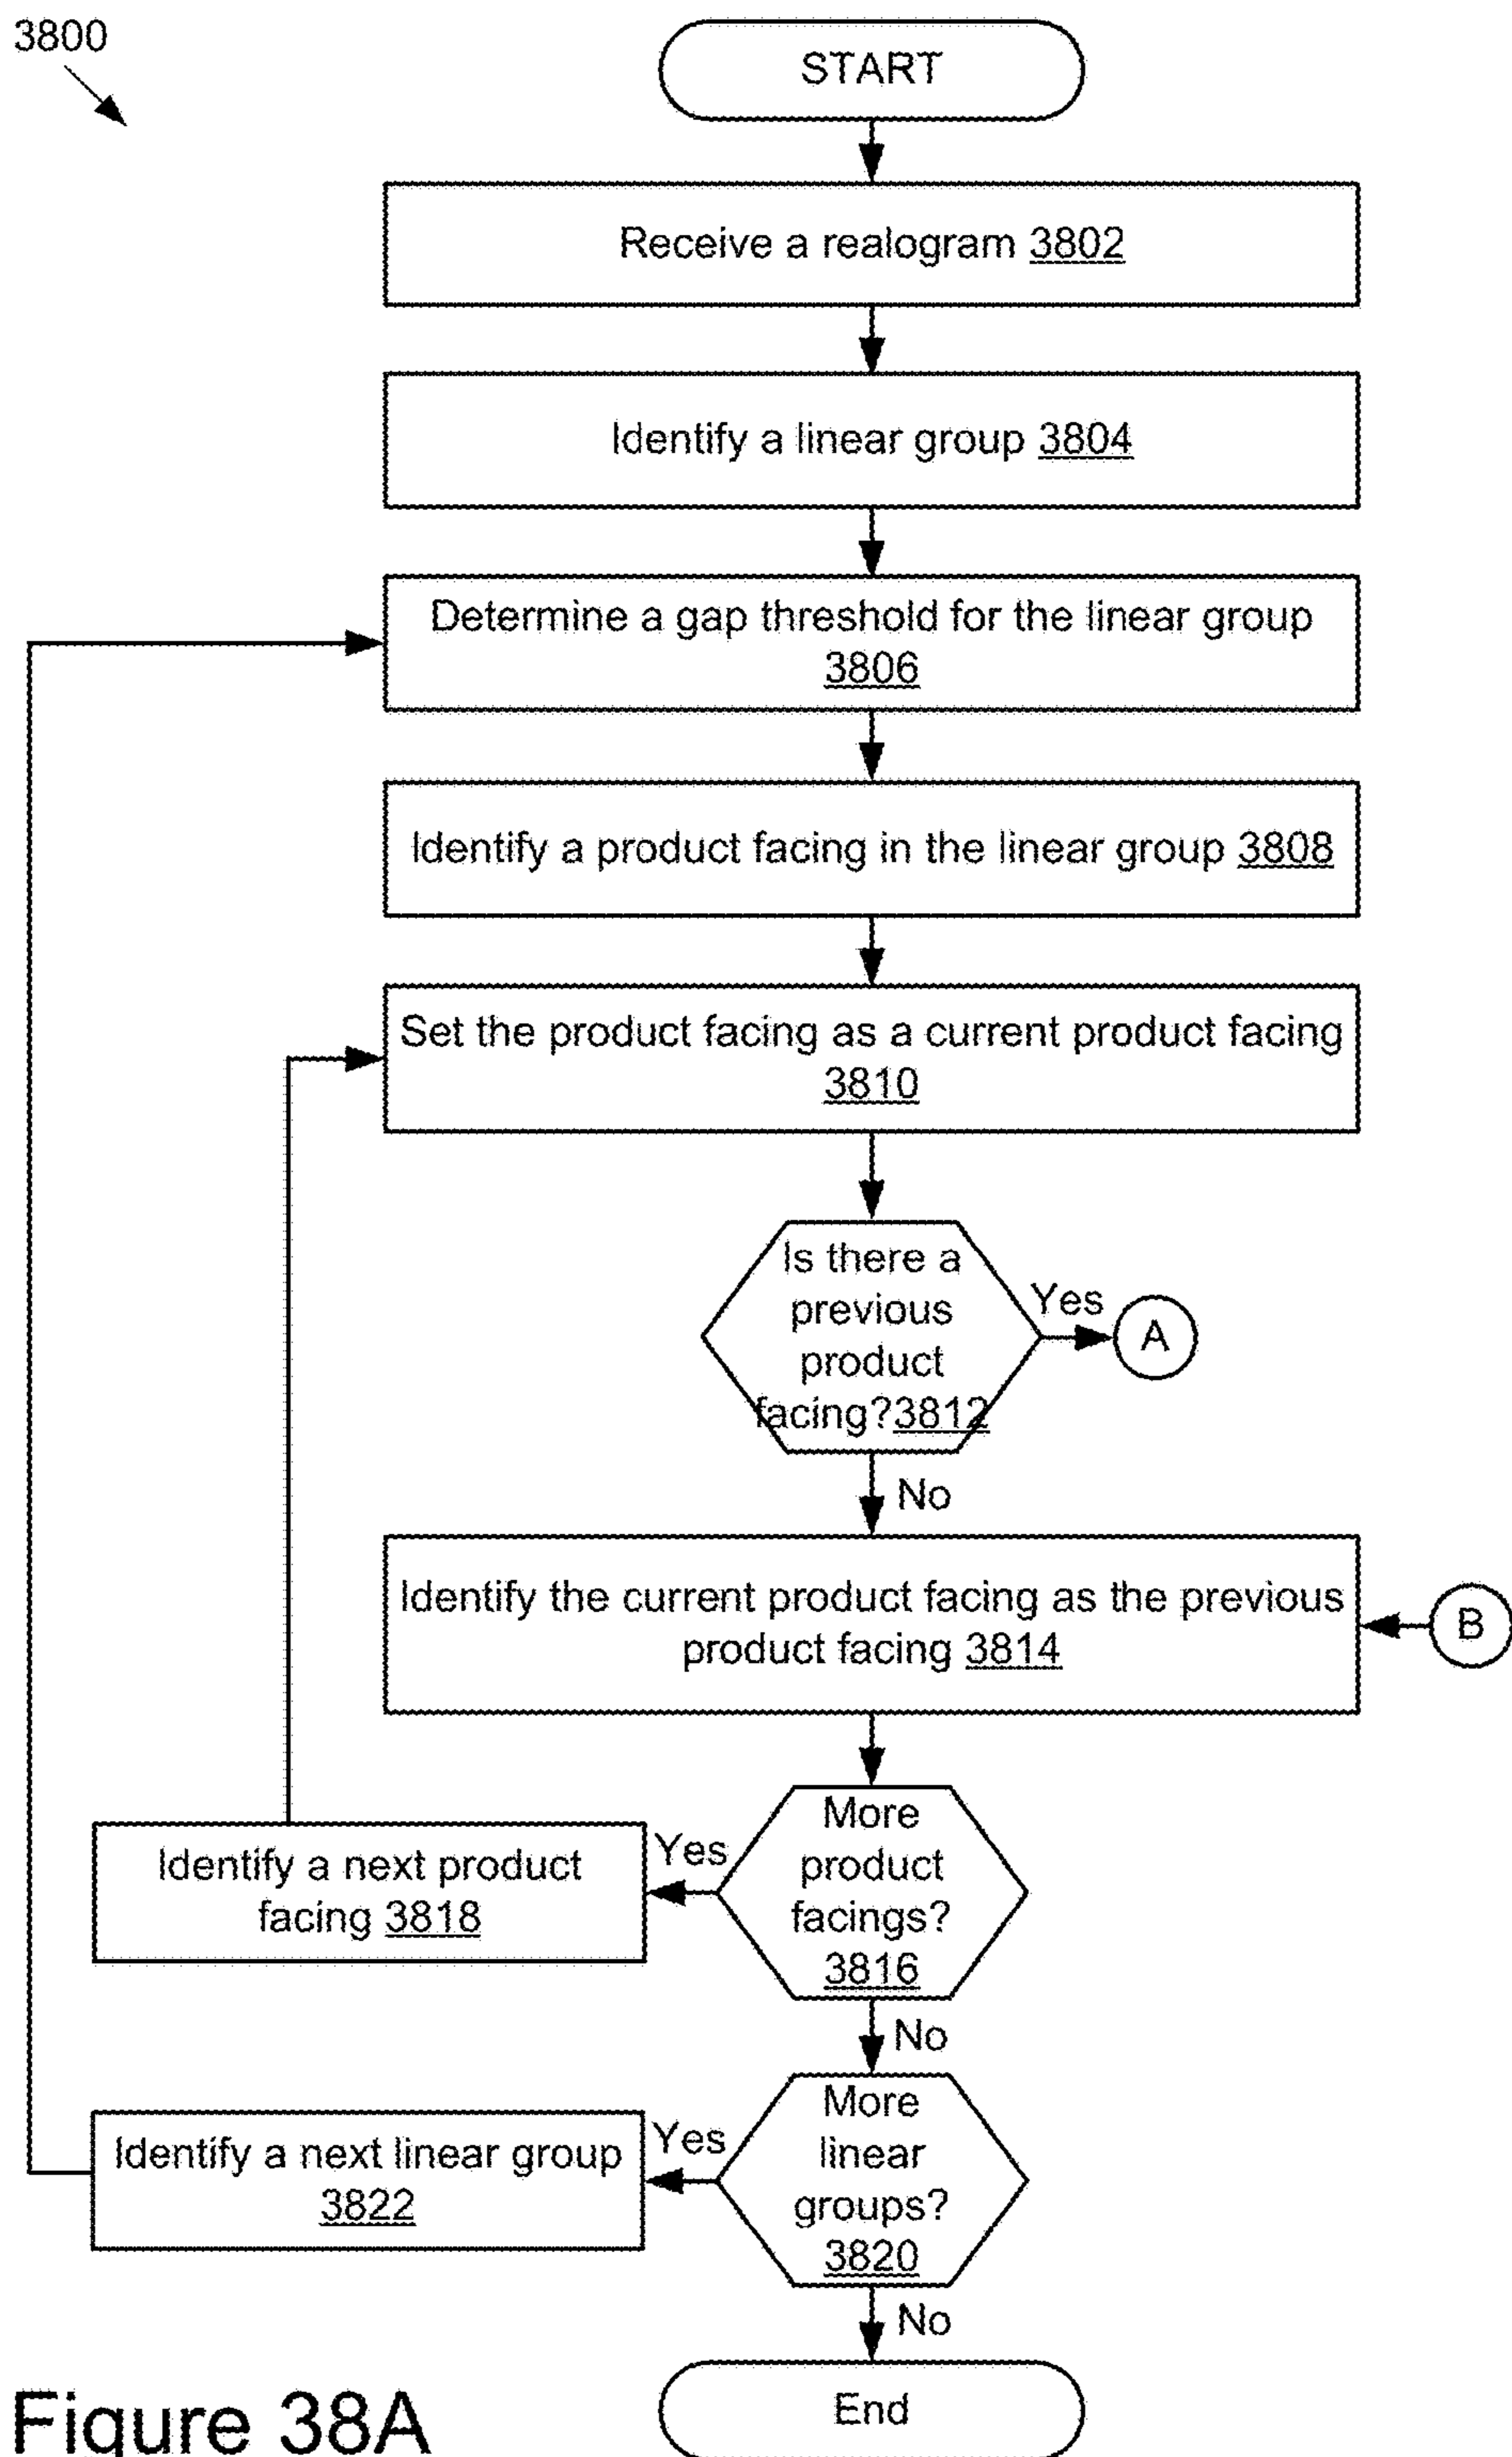 3800
START
Receive a realogram 3802
Identify a linear group 3804
Determine a gap threshold for the linear group
3806
Identify a product facing in the linear group 3808
Set the product facing as a current product facing
3810
Is there a
previous
product
facing?3812
Yes
A
No
Identify the current product facing as the previous
product facing 3814
B
More
product
facings?
3816
Yes
Identify a next product
facing 3818
No
More
linear
groups?
3820
Yes
Identify a next linear group
3822
No
End
Figure 38A